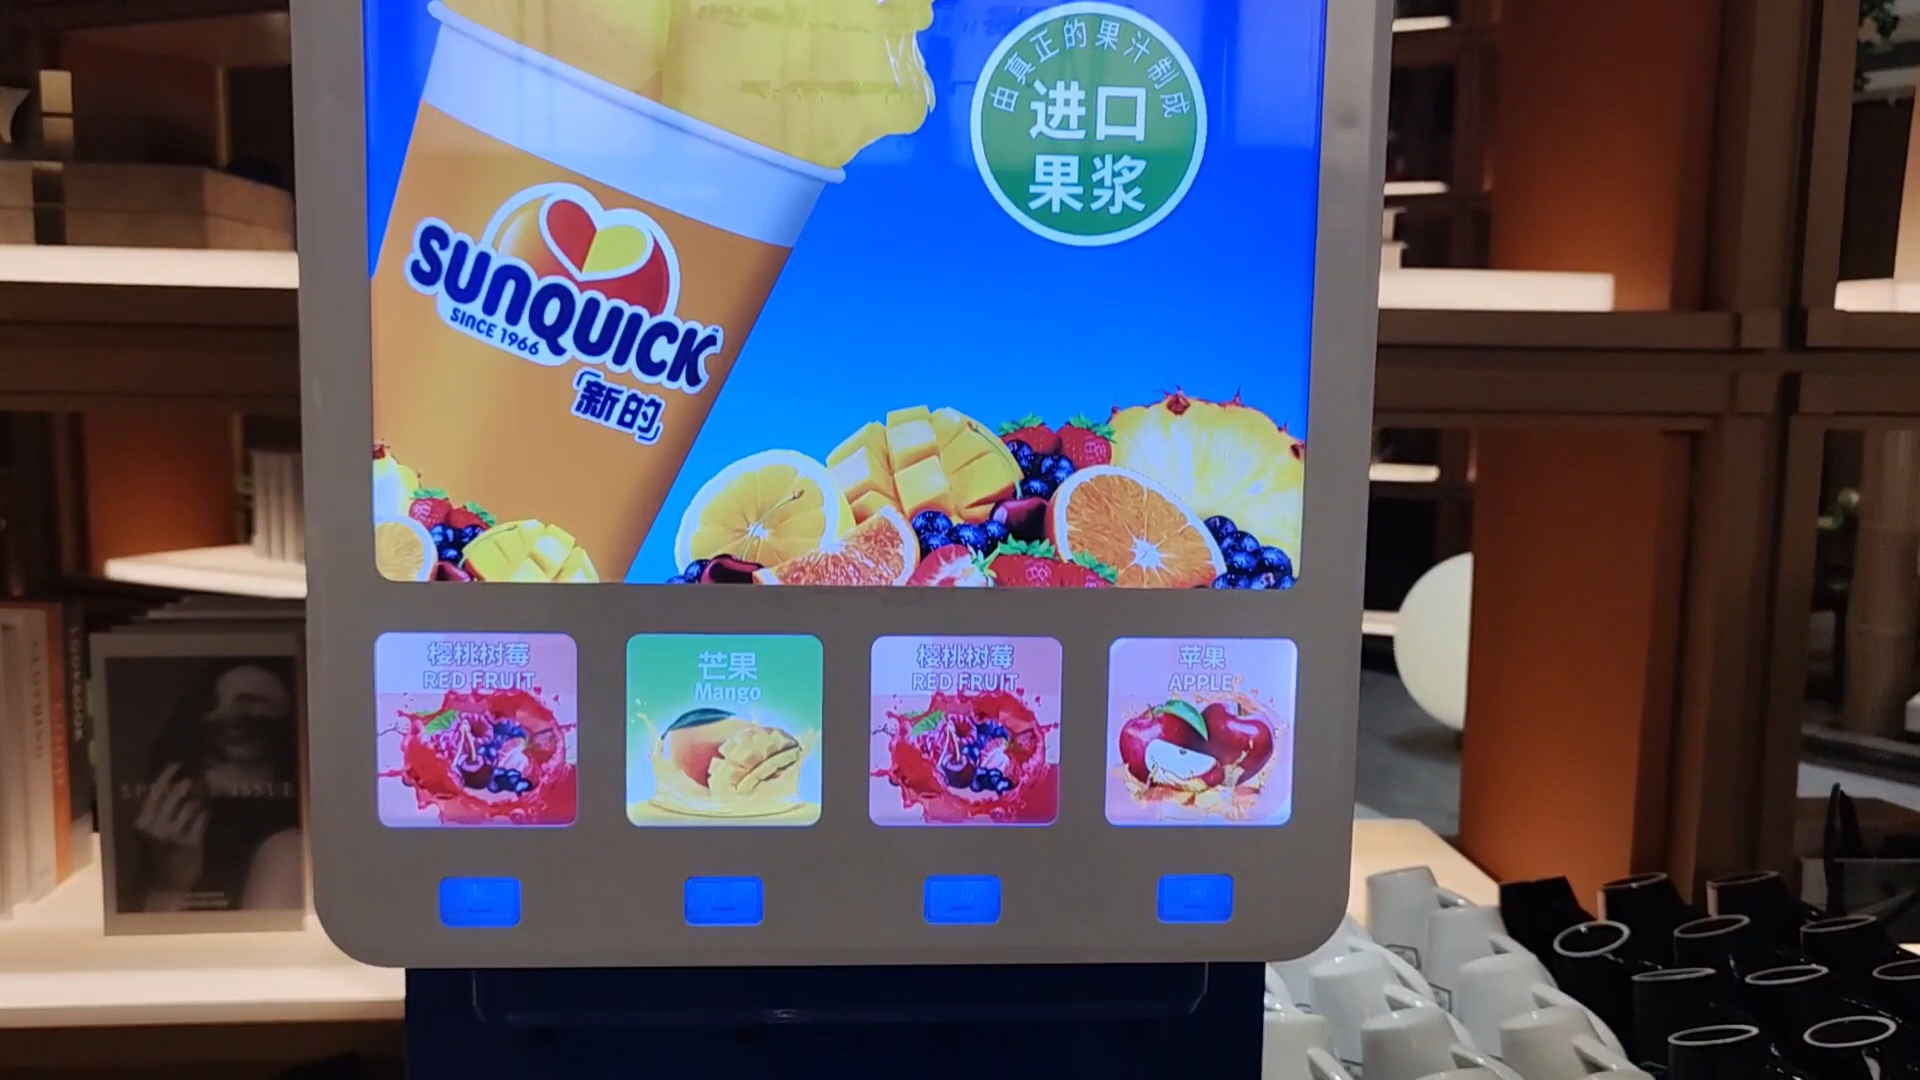 由真正的果汁制成
进口
果浆
SUNQUICK
SINCE 1966
新的
樱桃树莓
RED FRUIT
芒果
Mango
樱桃树莓
RED FRUIT
苹果
APPLE